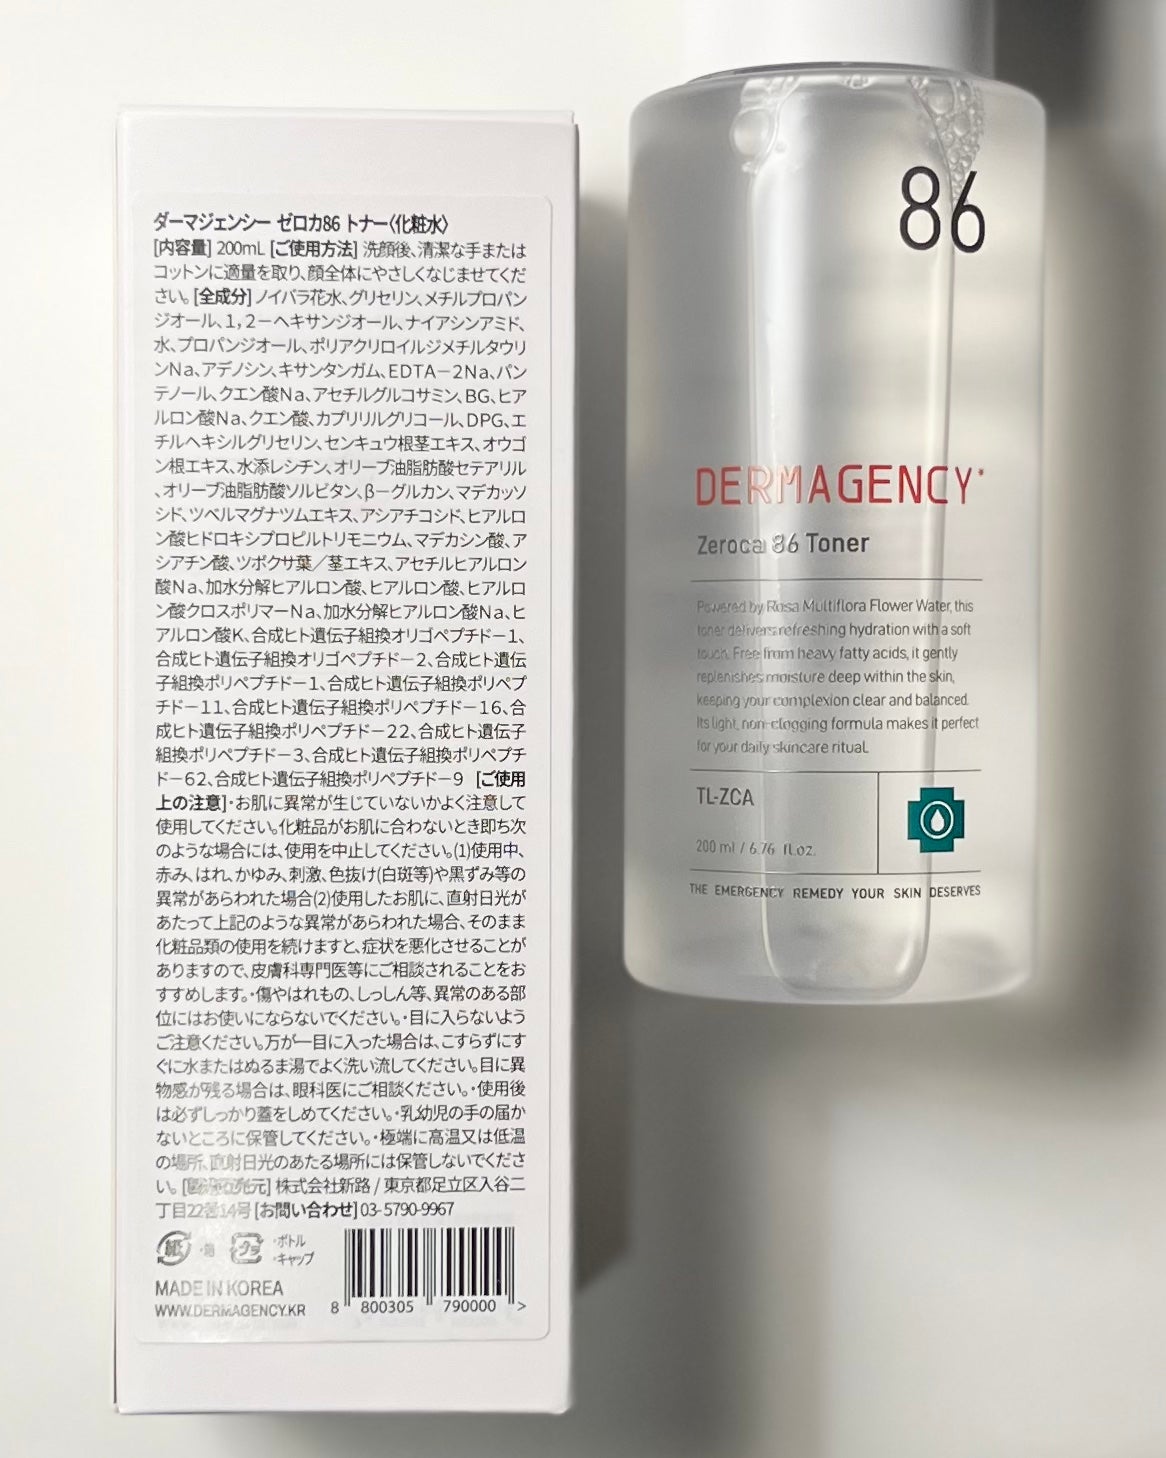 ダーマジェンシー ゼロカ86 トナー〈化粧水〉
[内容量] 200mL [ご使用方法] 洗顔後、清潔な手または
コットンに適量を取り、顔全体にやさしくなじませてくだ
さい。[全成分] ノイバラ花水、グリセリン、メチルプロパン
ジオール、1，2－ヘキサンジオール、ナイアシンアミド、
水、プロパンジオール、ポリアクリロイルジメチルタウリ
ンNa、アデノシン、キサンタンガム、EDTA－2Na、パン
テノール、クエン酸Na、アセチルグルコサミン、BG、ヒア
ルロン酸Na、クエン酸、カプリリルグリコール、DPG、エ
チルヘキシルグリセリン、センキュウ根茎エキス、オウゴ
ン根エキス、水添レシチン、オリーブ油脂肪酸セテアリル
、オリーブ油脂肪酸ソルビタン、β－グルカン、マデカッソ
シド、ツベルマグナツムエキス、アシアチコシド、ヒアルロ
ン酸ヒドロキシプロピルトリモニウム、マデカシン酸、ア
シアチン酸、ツボクサ葉／茎エキス、アセチルヒアルロン
酸Na、加水分解ヒアルロン酸、ヒアルロン酸、ヒアルロ
ン酸クロスポリマーNa、加水分解ヒアルロン酸Na、ヒ
アルロン酸K、合成ヒト遺伝子組換オリゴペプチド－1、
合成ヒト遺伝子組換オリゴペプチド－2、合成ヒト遺伝
子組換ポリペプチド－1、合成ヒト遺伝子組換ポリペプ
チド－11、合成ヒト遺伝子組換ポリペプチド－16、合
成ヒト遺伝子組換ポリペプチド－22、合成ヒト遺伝子
組換ポリペプチド－3、合成ヒト遺伝子組換ポリペプチ
ド－62、合成ヒト遺伝子組換ポリペプチド－9 [ご使用
上の注意]・お肌に異常が生じていないかよく注意して
使用してください。化粧品がお肌に合わないとき即ち次
のような場合には、使用を中止してください。(1)使用中、
赤み、はれ、かゆみ、刺激、色抜け(白斑等)や黒ずみ等の
異常があらわれた場合(2)使用したお肌に、直射日光が
あたって上記のような異常があらわれた場合、そのまま
化粧品類の使用を続けますと、症状を悪化させることが
ありますので、皮膚科専門医等にご相談されることをお
すすめします。・傷やはれもの、しっしん等、異常のある部
位にはお使いにならないでください。・目に入らないよう
ご注意ください。万が一目に入った場合は、こすらずにす
ぐに水またはぬるま湯でよく洗い流してください。目に異
物感が残る場合は、眼科医にご相談ください。・使用後
は必ずしっかり蓋をしめてください。・乳幼児の手の届か
ないところに保管してください。・極端に高温又は低温
の場所、直射日光のあたる場所には保管しないでくださ
い。[製造販売元] 株式会社新路 / 東京都足立区入谷二
丁目22番14号 [お問い合わせ] 03-5790-9967
紙 ・箱 プラ ・ボトル
・キャップ
MADE IN KOREA
WWW.DERMAGENCY.KR
8 800305 790000 >
86
DERMAGENCY
Zeroca 86 Toner
Powered by Rosa Multiflora Flower Water, this
toner delivers refreshing hydration with a soft
touch. Free from heavy fatty acids, it gently
replenishes moisture deep within the skin,
keeping your complexion clear and balanced.
Its light, non-clogging formula makes it perfect
for your daily skincare ritual.
TL-ZCA
200 ml / 6.76 fl.oz.
THE EMERGENCY REMEDY YOUR SKIN DESERVES